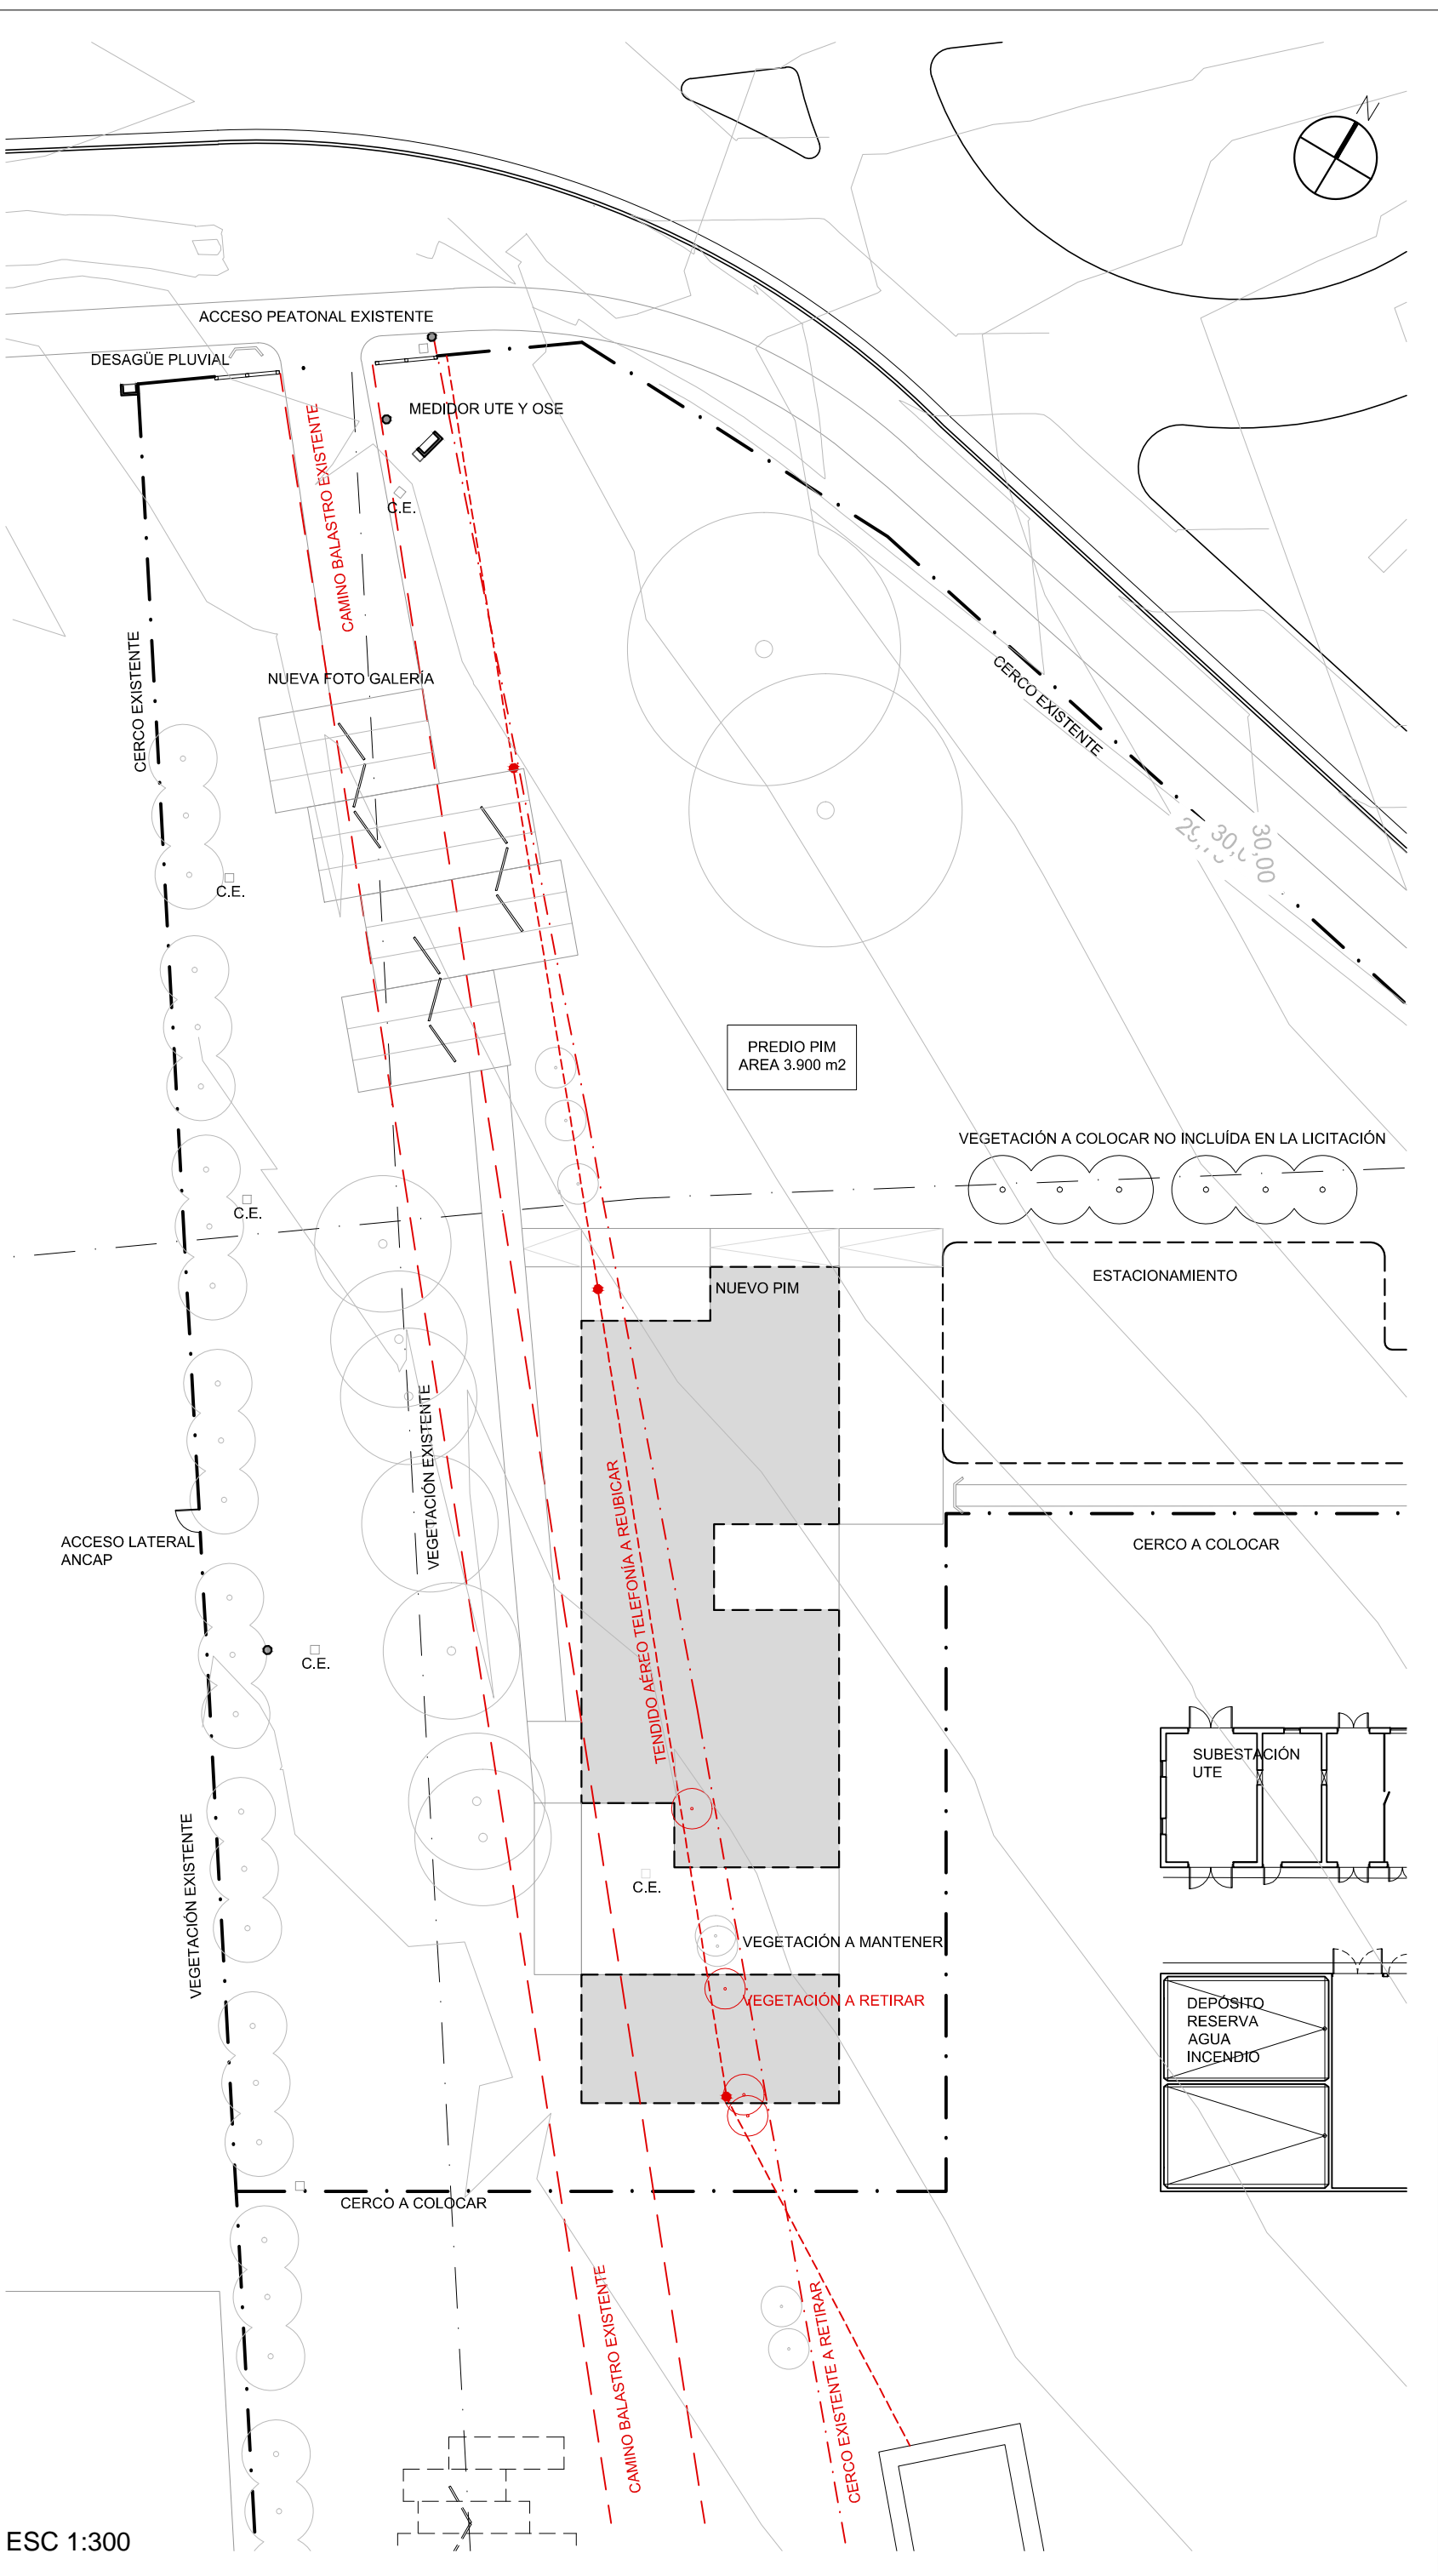 N
ACCESO PEATONAL EXISTENTE
DESAGÜE PLUVIAL
MEDIDOR UTE Y OSE
CAMINO BALASTRO EXISTENTE
C.E.
CERCO EXISTENTE
NUEVA FOTO GALERÍA
CERCO EXISTENTE
30,00
C.E.
PREDIO PIM
AREA 3.900 m2
VEGETACIÓN A COLOCAR NO INCLUÍDA EN LA LICITACIÓN
C.E.
NUEVO PIM
ESTACIONAMIENTO
VEGETACIÓN EXISTENTE
TENDIDO AÉREO TELEFONÍA A REUBICAR
ACCESO LATERAL
ANCAP
CERCO A COLOCAR
C.E.
SUBESTACIÓN
UTE
VEGETACIÓN EXISTENTE
C.E.
VEGETACIÓN A MANTENER
VEGETACIÓN A RETIRAR
DEPÓSITO
RESERVA
AGUA
INCENDIO
CERCO A COLOCAR
CAMINO BALASTRO EXISTENTE
CERCO EXISTENTE A RETIRAR
ESC 1:300